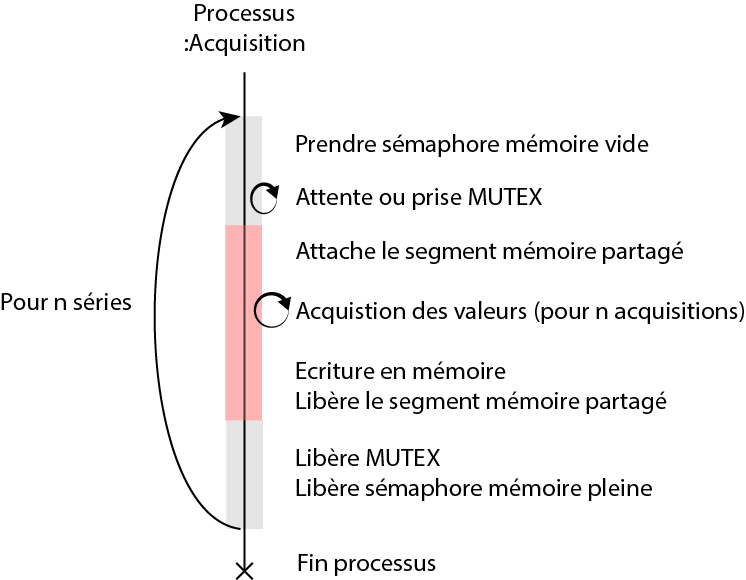 Processus
:Acquisition
Prendre sémaphore mémoire vide
Attente ou prise MUTEX
Attache le segment mémoire partagé
Pour n séries
Acquistion des valeurs (pour n acquisitions)
Ecriture en mémoire
Libère le segment mémoire partagé
Libère MUTEX
Libère sémaphore mémoire pleine
Fin processus